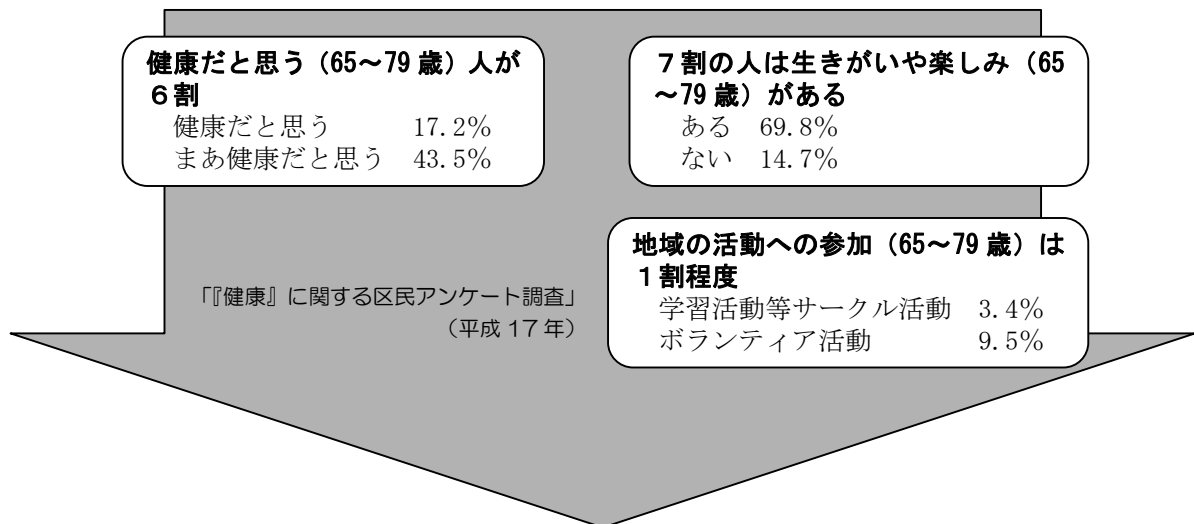 健康だと思う（65～79 歳）人が
６割
健康だと思う　　　17.2%
まあ健康だと思う　43.5%
７割の人は生きがいや楽しみ（65
～79 歳）がある
ある　69.8%
ない　14.7%
地域の活動への参加（65～79 歳）は
１割程度
学習活動等サークル活動　3.4%
ボランティア活動　　　　9.5%
「『健康』に関する区民アンケート調査」
（平成 17 年）